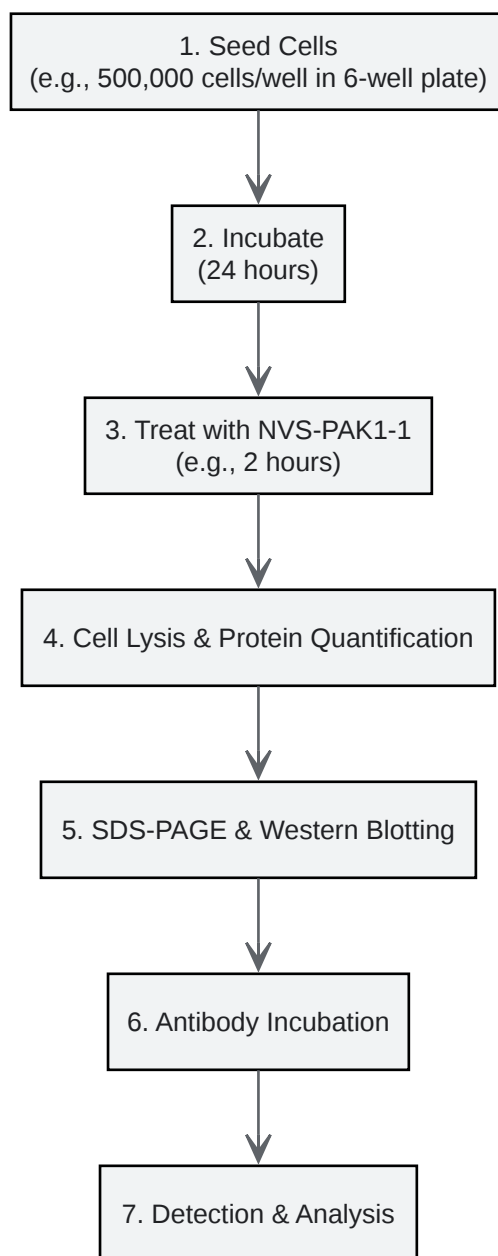 1. Seed Cells
(e.g., 500,000 cells/well in 6-well plate)
2. Incubate
(24 hours)
3. Treat with NVS-PAK1-1
(e.g., 2 hours)
4. Cell Lysis & Protein Quantification
5. SDS-PAGE & Western Blotting
6. Antibody Incubation
7. Detection & Analysis